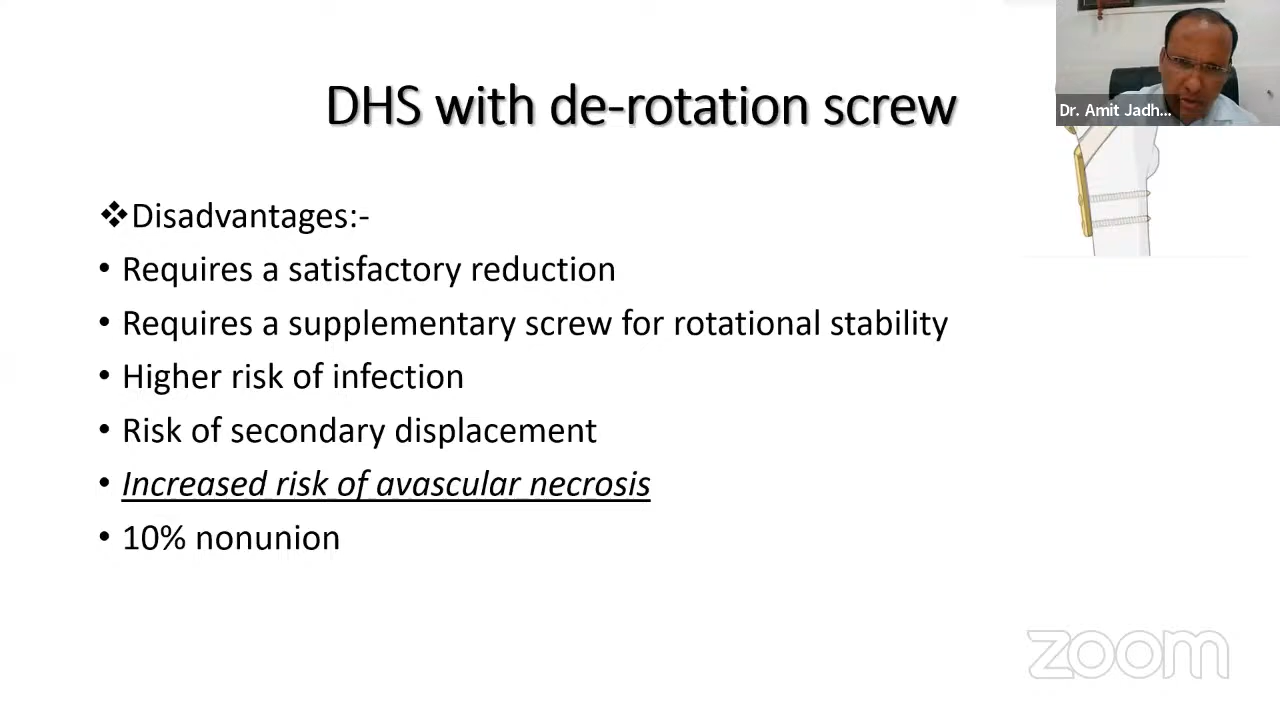 DHS with de-rotation screw
Dr. Amit Jadh...
❖Disadvantages:-
• Requires a satisfactory reduction
• Requires a supplementary screw for rotational stability
• Higher risk of infection
• Risk of secondary displacement
• Increased risk of avascular necrosis
• 10% nonunion
zoom